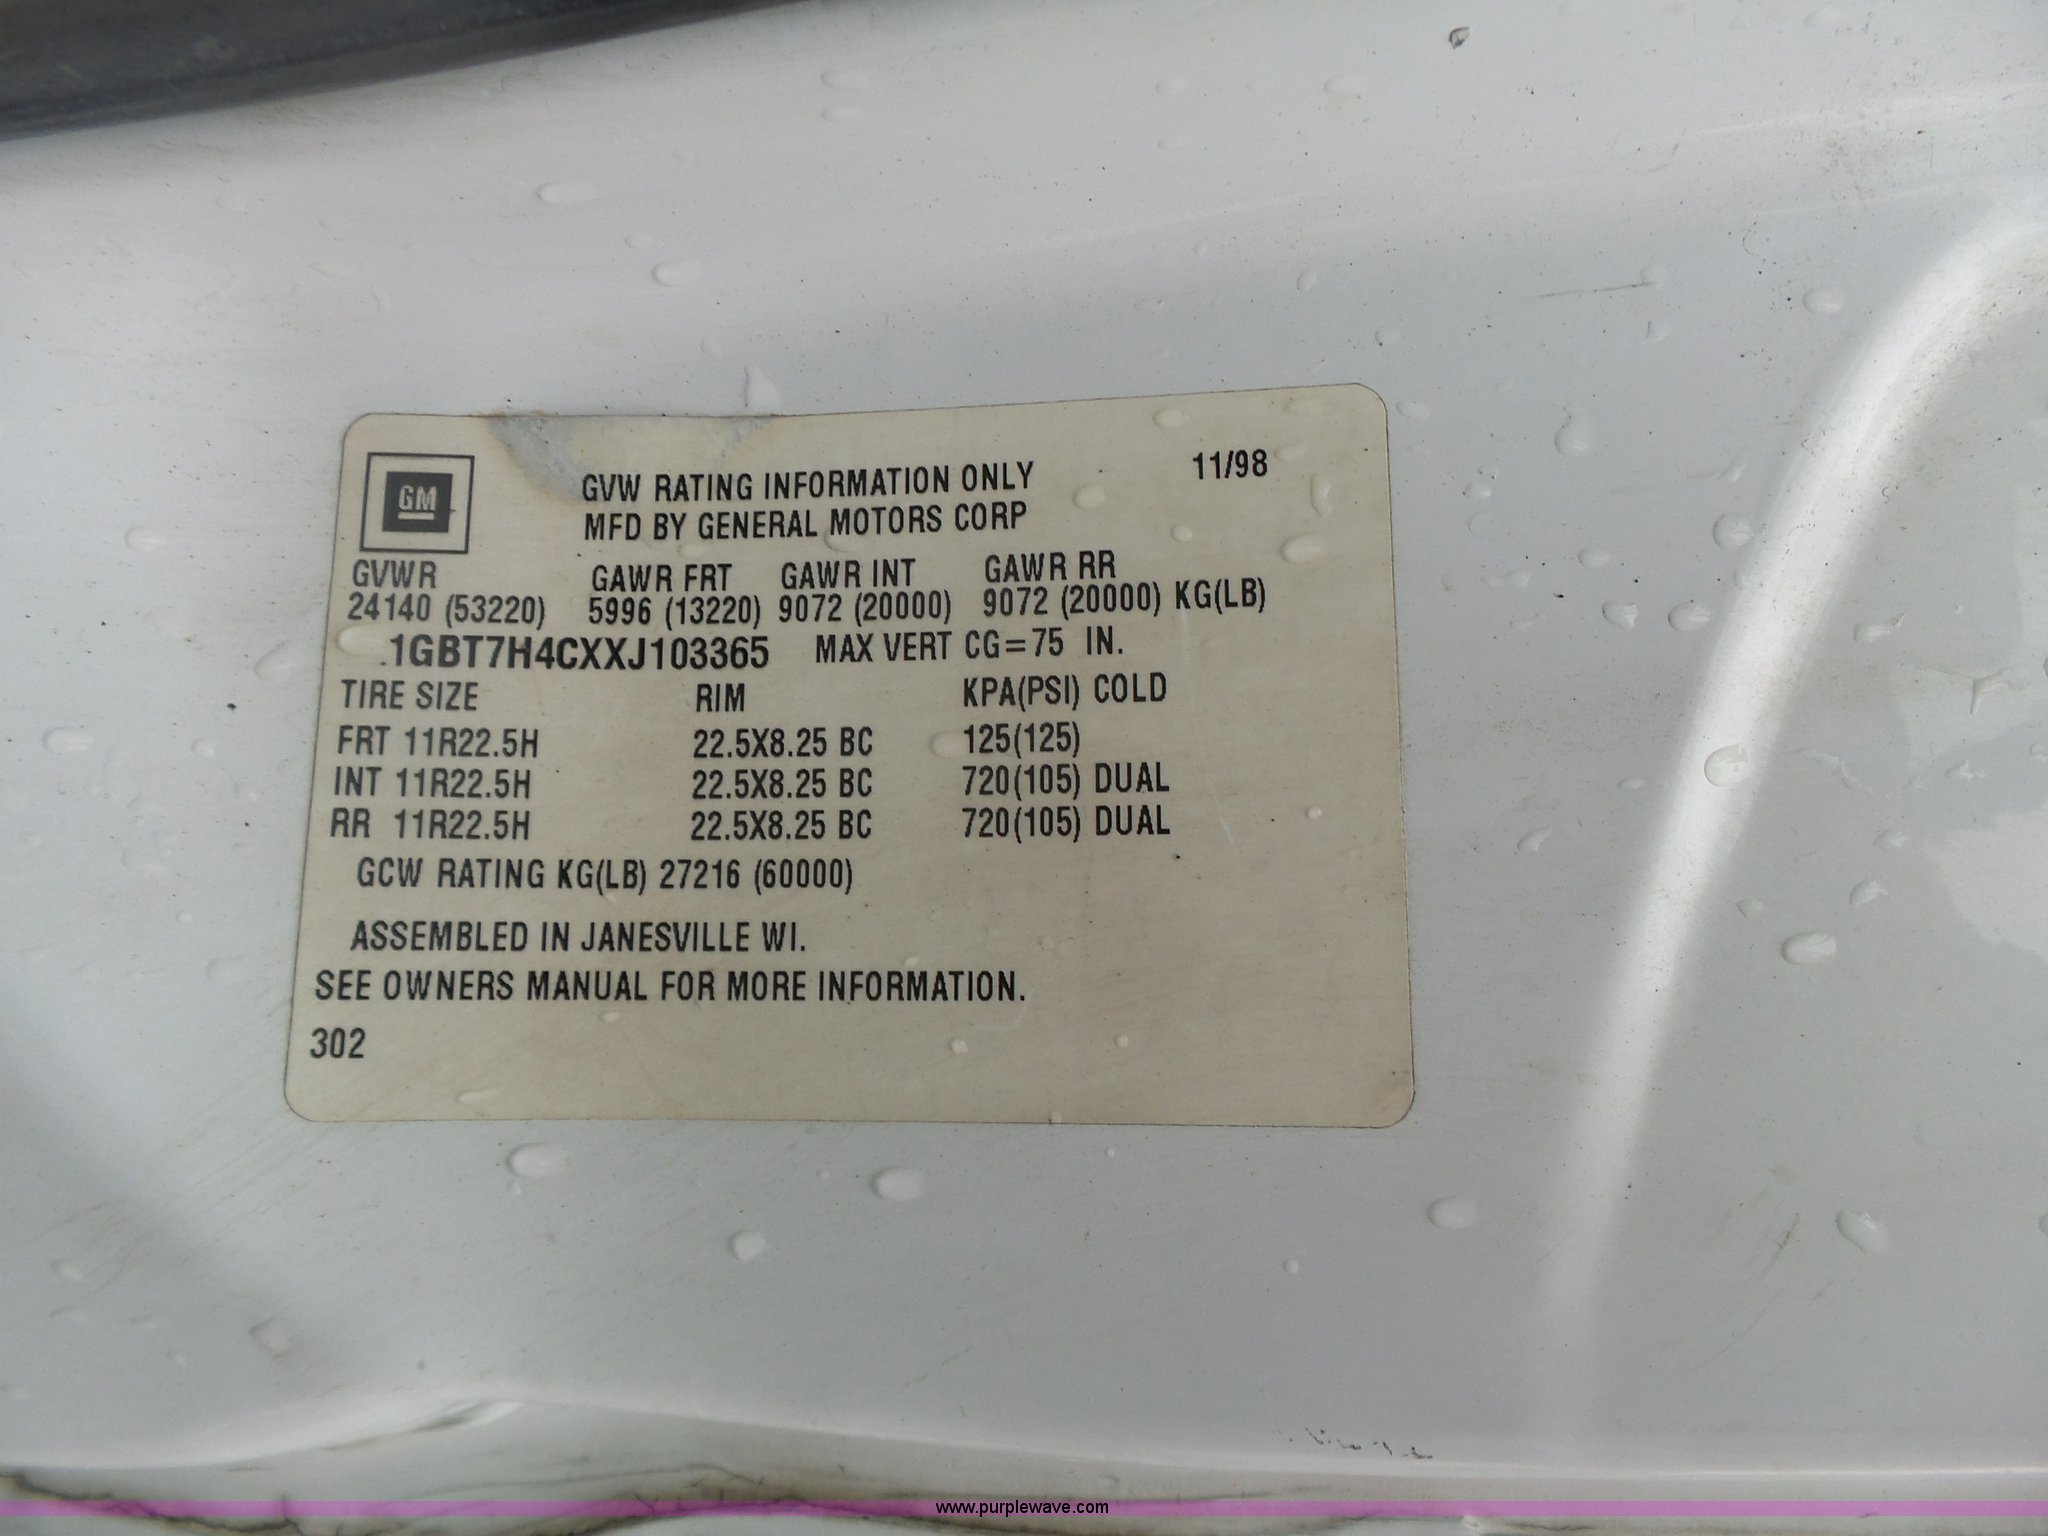 GM
GVW RATING INFORMATION ONLY 11/98
MFD BY GENERAL MOTORS CORP
GVWR GAWR FRT GAWR INT GAWR RR
24140 (53220) 5996 (13220) 9072 (20000) 9072 (20000) KG(LB)
1GBT7H4CXXJ103365 MAX VERT CG=75 IN.
TIRE SIZE RIM KPA(PSI) COLD
FRT 11R22.5H 22.5X8.25 BC 125(125)
INT 11R22.5H 22.5X8.25 BC 720(105) DUAL
RR 11R22.5H 22.5X8.25 BC 720(105) DUAL
GCW RATING KG(LB) 27216 (60000)
ASSEMBLED IN JANESVILLE WI.
SEE OWNERS MANUAL FOR MORE INFORMATION.
302
www.purplewave.com